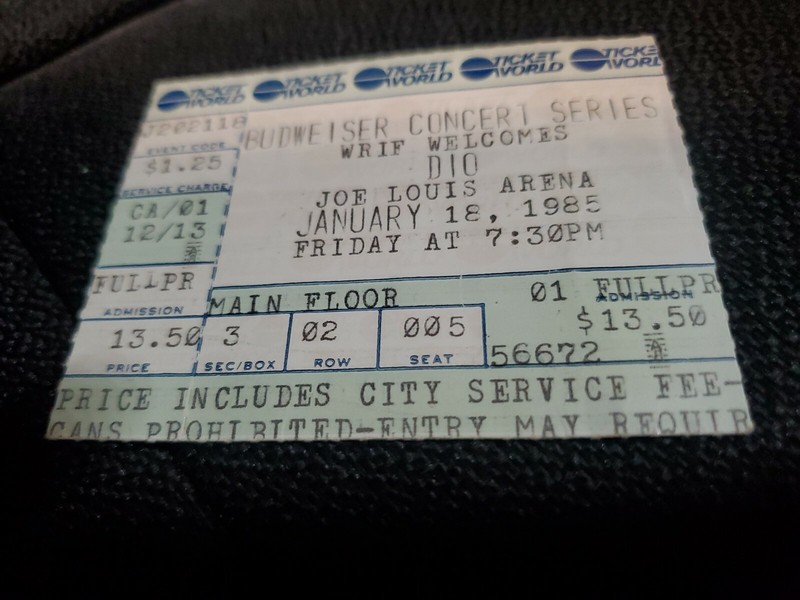 TICKET WORLD TICKET WORLD TICKET WORLD TICKET WORLD TICKE WORL
J202118
EVENT CODE
$1.25
SERVICE CHARGE
CA/01
12/13
FULLPR
ADMISSION
13.50
PRICE
BUDWEISER CONCERT SERIES
WRIF WELCOMES
DIO
JOE LOUIS ARENA
JANUARY 18, 1985
FRIDAY AT 7:30PM
MAIN FLOOR
3 02 005
SEC/BOX ROW SEAT
01 FULLPR
ADMISSION
$13.50
56672
PRICE INCLUDES CITY SERVICE FEE-
CANS PROHIBITED-ENTRY MAY REQUIR